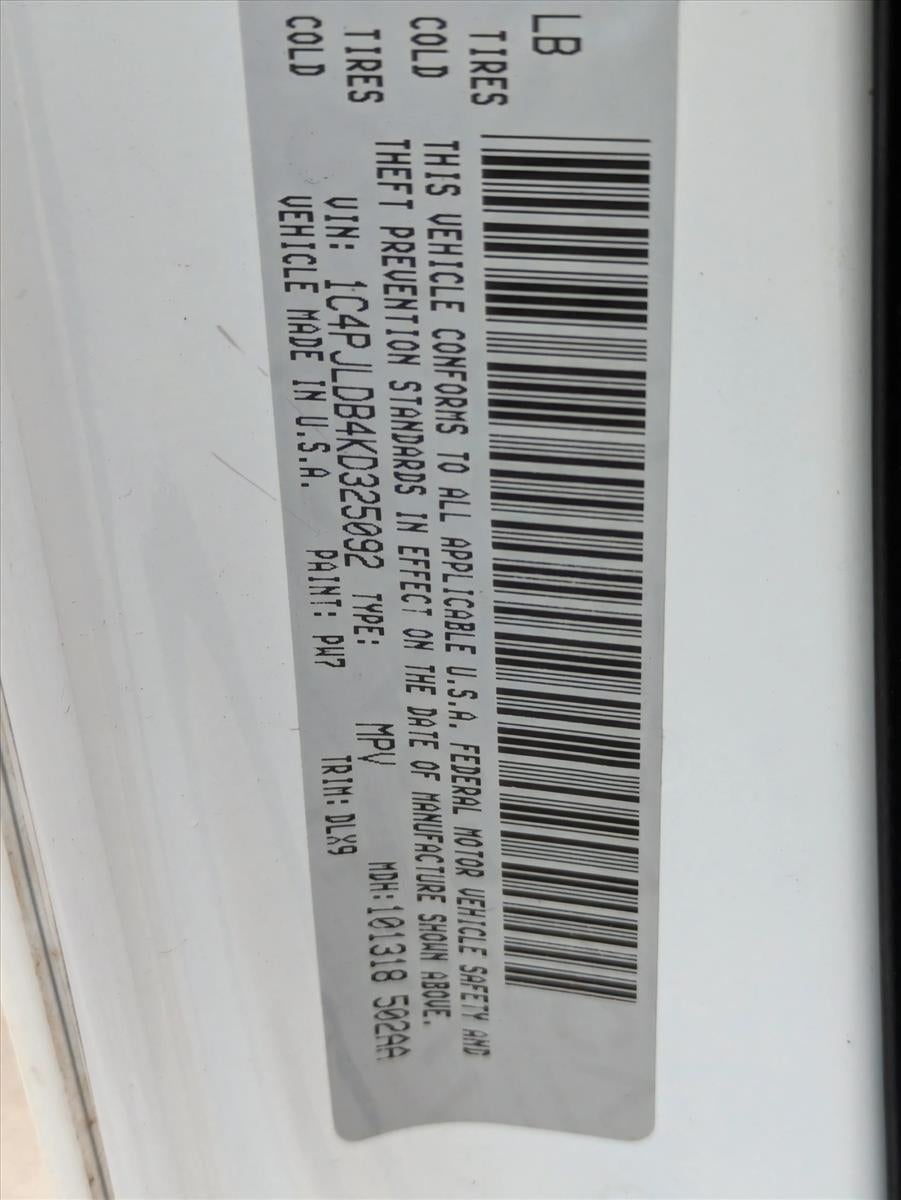 LB
TIRES
COLD
THIS VEHICLE CONFORMS TO ALL APPLICABLE U.S.A. FEDERAL MOTOR VEHICLE SAFETY AND
THEFT PREVENTION STANDARDS IN EFFECT ON THE DATE OF MANUFACTURE SHOWN ABOVE.
TIRES
VIN: 1C4PJLDB4KD325092 TYPE: MPV MDH:101318 502AA
COLD
VEHICLE MADE IN U.S.A. PAINT: PW7 TRIM: DLX9